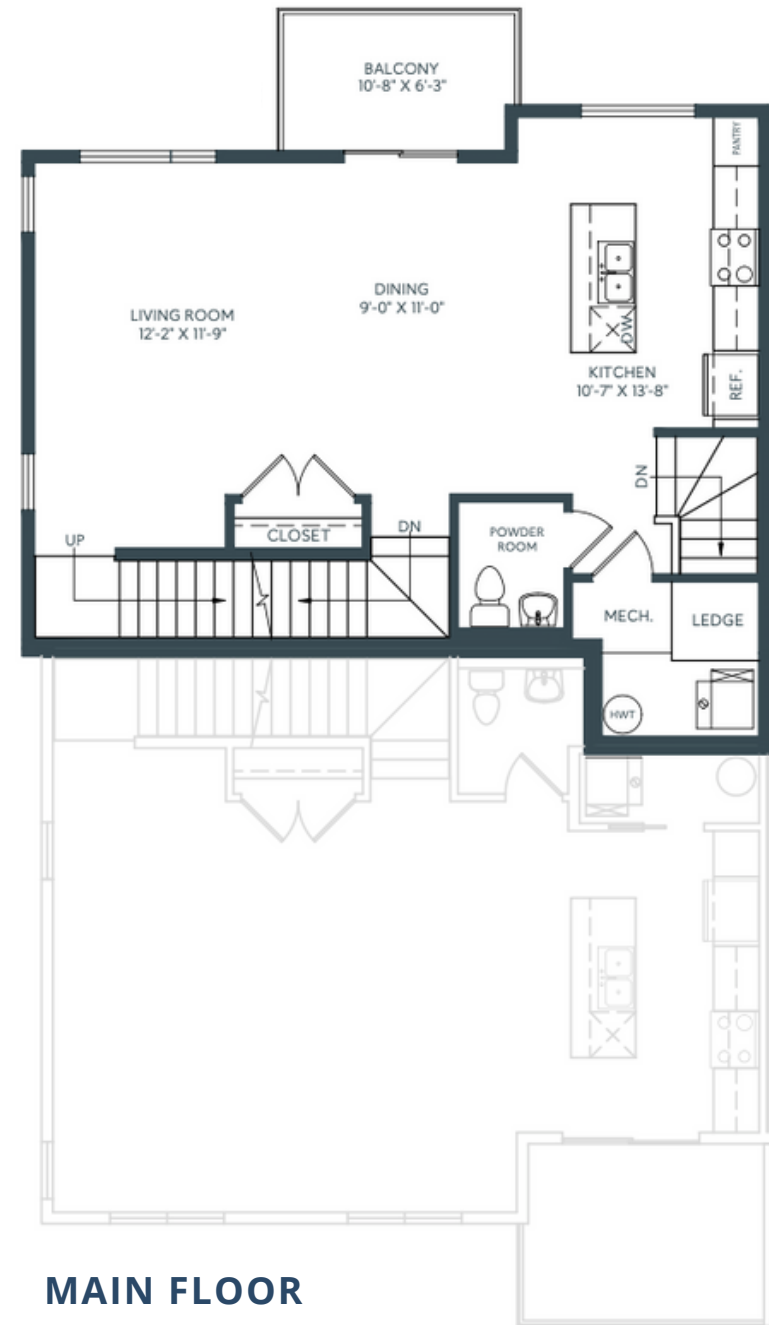 BALCONY
10'-8" X 6'-3"
PANTRY
DINING
9'-0" X 11'-0"
LIVING ROOM
12'-2" X 11'-9"
DW
KITCHEN
10'-7" X 13'-8"
REF.
DN
UP
CLOSET
DN
POWDER
ROOM
MECH.
LEDGE
HWT
MAIN FLOOR